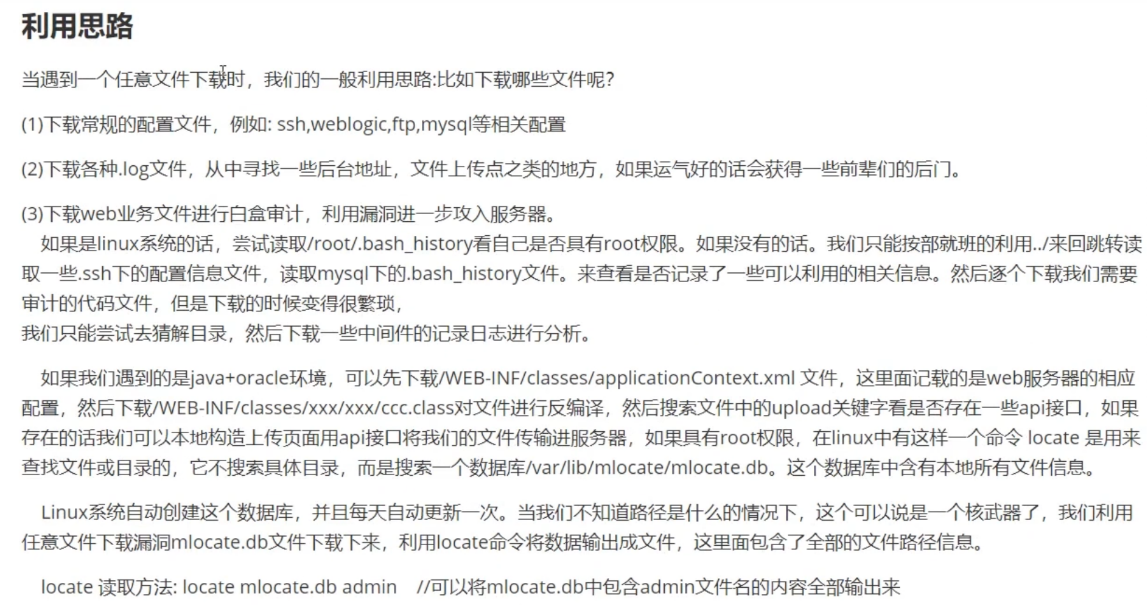 利用思路
当遇到一个任意文件下载时，我们的一般利用思路:比如下载哪些文件呢？
(1)下载常规的配置文件，例如: ssh,weblogic,ftp,mysql等相关配置
(2)下载各种.log文件，从中寻找一些后台地址，文件上传点之类的地方，如果运气好的话会获得一些前辈们的后门。
(3)下载web业务文件进行白盒审计，利用漏洞进一步攻入服务器。
如果是linux系统的话，尝试读取/root/.bash_history看自己是否具有root权限。如果没有的话。我们只能按部就班的利用../来回跳转读
取一些.ssh下的配置信息文件，读取mysql下的.bash_history文件。来查看是否记录了一些可以利用的相关信息。然后逐个下载我们需要
审计的代码文件，但是下载的时候变得很繁琐，
我们只能尝试去猜解目录，然后下载一些中间件的记录日志进行分析。
如果我们遇到的是java+oracle环境，可以先下载/WEB-INF/classes/applicationContext.xml 文件，这里面记载的是web服务器的相应
配置，然后下载/WEB-INF/classes/xxx/xxx/ccc.class对文件进行反编译，然后搜索文件中的upload关键字看是否存在一些api接口，如果
存在的话我们可以本地构造上传页面用api接口将我们的文件传输进服务器，如果具有root权限，在linux中有这样一个命令 locate 是用来
查找文件或目录的，它不搜索具体目录，而是搜索一个数据库/var/lib/mlocate/mlocate.db。这个数据库中含有本地所有文件信息。
Linux系统自动创建这个数据库，并且每天自动更新一次。当我们不知道路径是什么的情况下，这个可以说是一个核武器了，我们利用
任意文件下载漏洞mlocate.db文件下载下来，利用locate命令将数据输出成文件，这里面包含了全部的文件路径信息。
locate 读取方法: locate mlocate.db admin //可以将mlocate.db中包含admin文件名的内容全部输出来